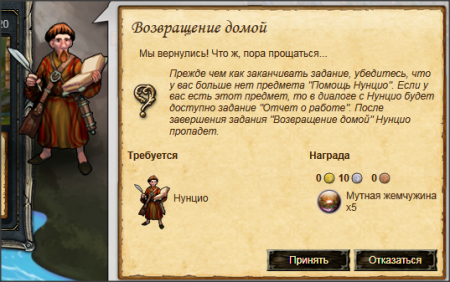 20
Возвращение домой
Мы вернулись! Что ж, пора прощаться...
Прежде чем как заканчивать задание, убедитесь, что
у вас больше нет предмета "Помощь Нунцио". Если у
вас есть этот предмет, то в диалоге с Нунцио будет
доступно задание "Отчет о работе". После
завершения задания "Возвращение домой" Нунцио
пропадет.
Требуется
Награда
Нунцио
0 10 0
Мутная жемчужина
x5
Принять
Отказаться